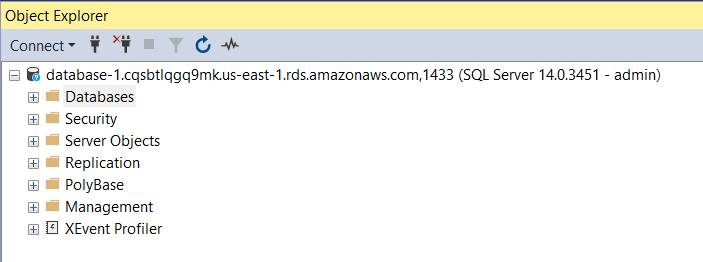 Object Explorer
Connect
database-1.cqsbtlqgq9mk.us-east-1.rds.amazonaws.com,1433 (SQL Server 14.0.3451 - admin)
Databases
Security
Server Objects
Replication
PolyBase
Management
XEvent Profiler